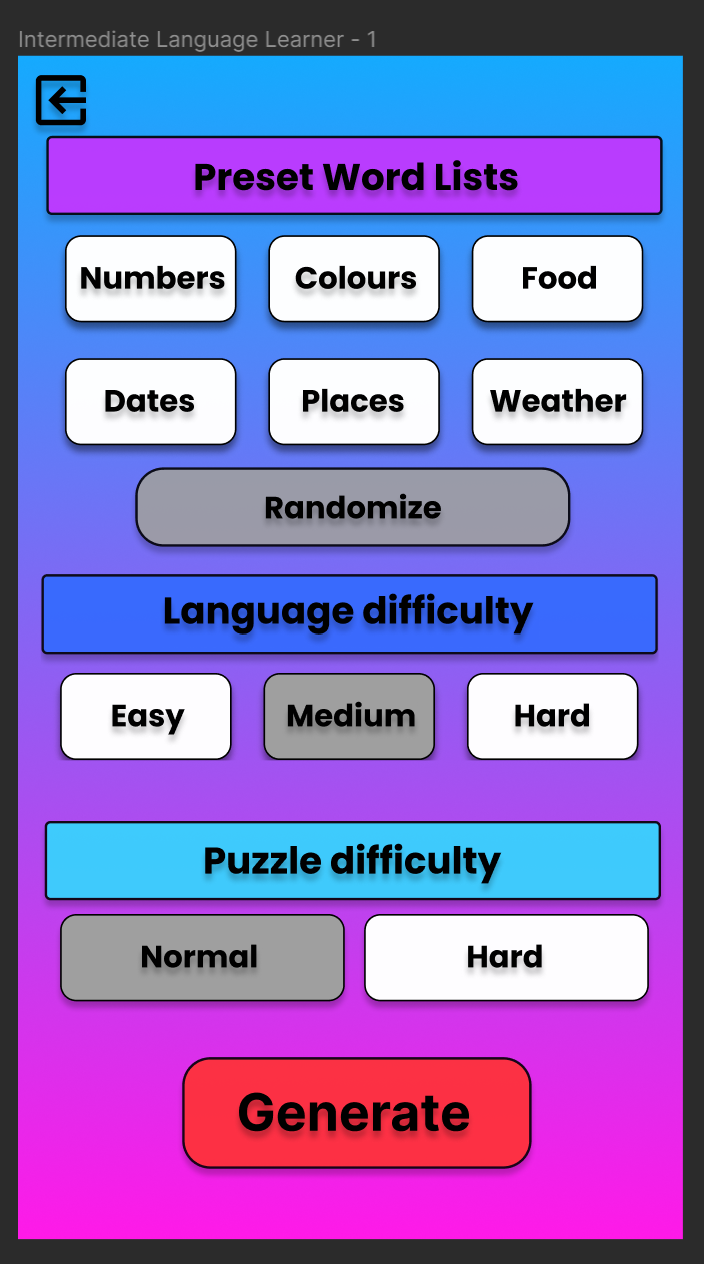 Intermediate Language Learner - 1
Preset Word Lists
Numbers Colours Food
Dates Places Weather
Randomize
Language difficulty
Easy Medium Hard
Puzzle difficulty
Normal Hard
Generate